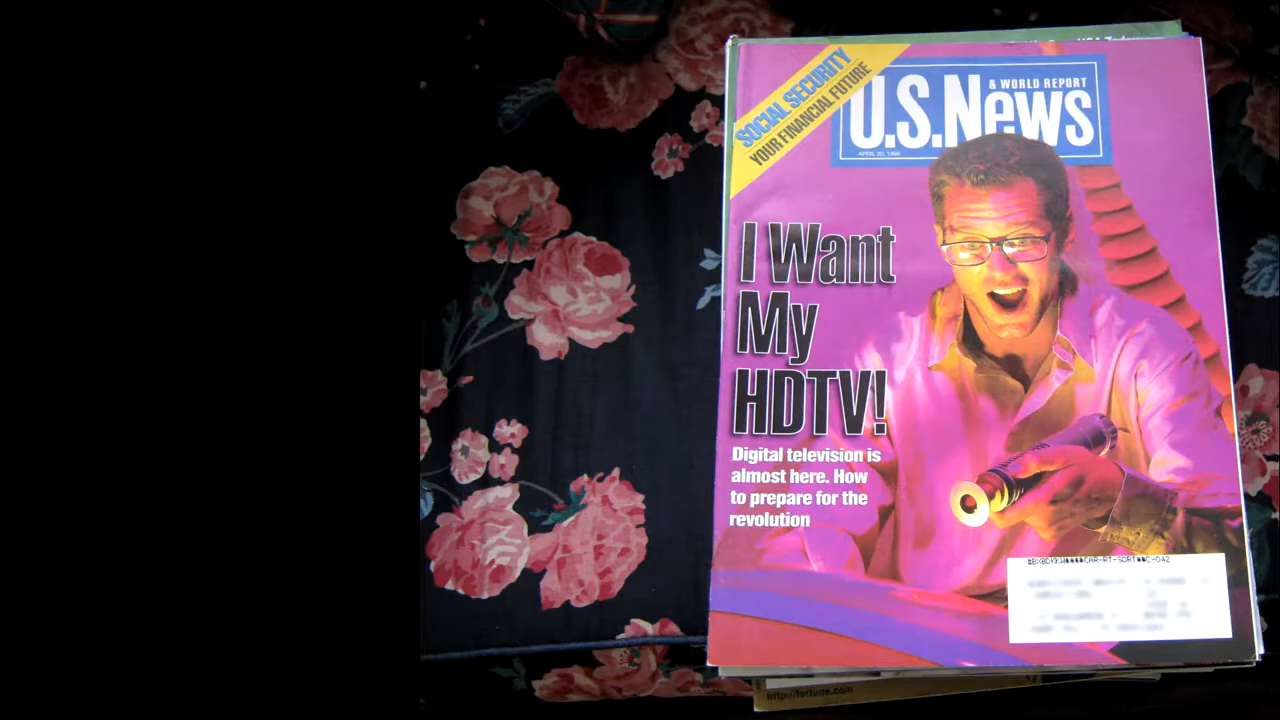 SOCIAL SECURITY
YOUR FINANCIAL FUTURE
& WORLD REPORT
U.S.News
I Want
My
HDTV!
Digital television is
almost here. How
to prepare for the
revolution
http://fortune.com